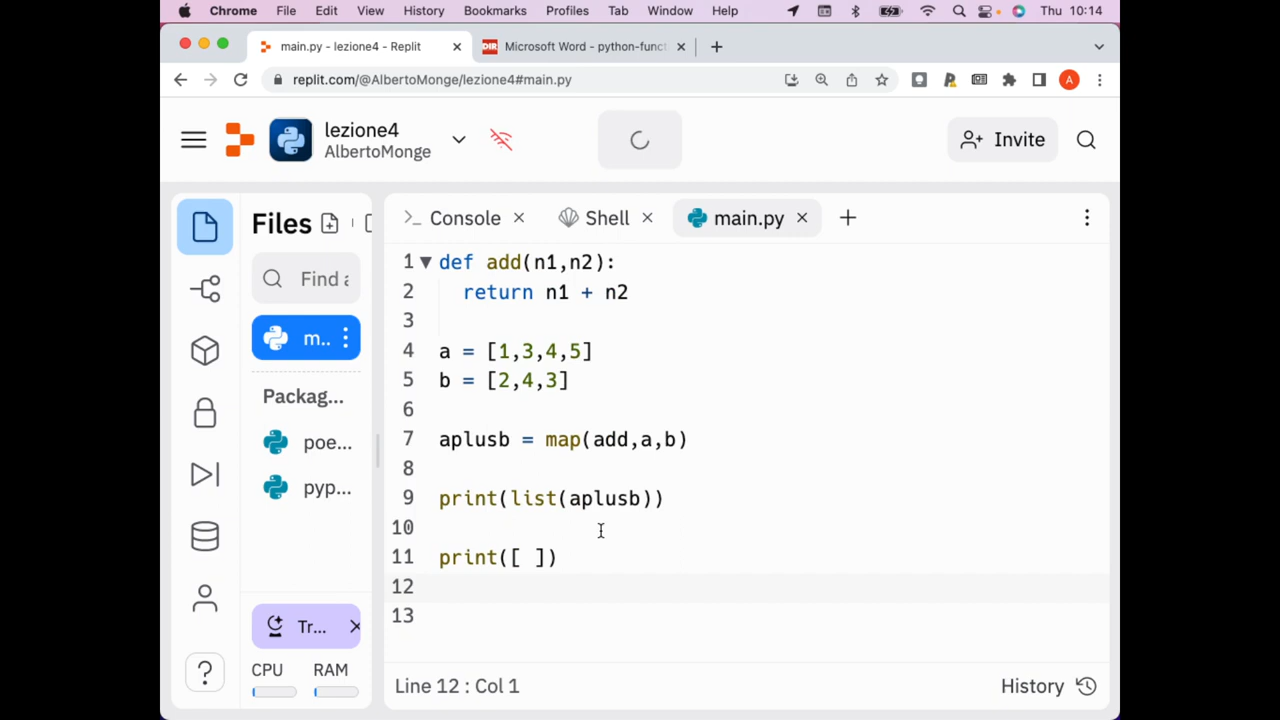 Chrome File Edit View History Bookmarks Profiles Tab Window Help Thu 10:14
main.py - lezione4 - Replit
DIR Microsoft Word - python-funct
replit.com/@AlbertoMonge/lezione4#main.py
A
lezione4
AlbertoMonge
Invite
Files
Find a
m..
Packag...
poe...
pyp...
Tr...
CPU RAM
Console Shell main.py
1 def add(n1,n2):
2 return n1 + n2
3
4 a = [1,3,4,5]
5 b = [2,4,3]
6
7 aplusb = map(add,a,b)
8
9 print(list(aplusb))
10
11 print([ ])
12
13
Line 12 : Col 1
History